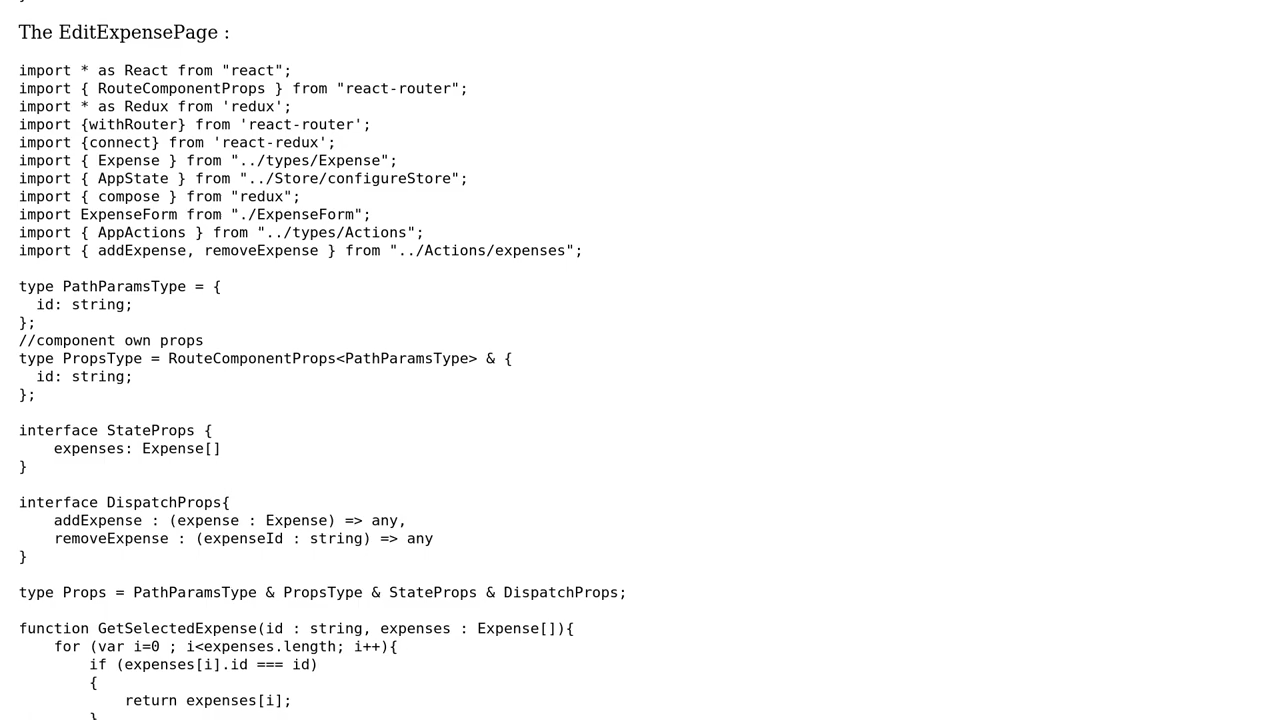 The EditExpensePage :
import * as React from "react";
import { RouteComponentProps } from "react-router";
import * as Redux from 'redux';
import {withRouter} from 'react-router';
import {connect} from 'react-redux';
import { Expense } from "../types/Expense";
import { AppState } from "../Store/configureStore";
import { compose } from "redux";
import ExpenseForm from "./ExpenseForm";
import { AppActions } from "../types/Actions";
import { addExpense, removeExpense } from "../Actions/expenses";

type PathParamsType = {
  id: string;
};
//component own props
type PropsType = RouteComponentProps<PathParamsType> & {
  id: string;
};

interface StateProps {
    expenses: Expense[]
}

interface DispatchProps{
    addExpense : (expense : Expense) => any,
    removeExpense : (expenseId : string) => any
}

type Props = PathParamsType & PropsType & StateProps & DispatchProps;

function GetSelectedExpense(id : string, expenses : Expense[]){
    for (var i=0 ; i<expenses.length; i++){
        if (expenses[i].id === id)
        {
            return expenses[i];
        }